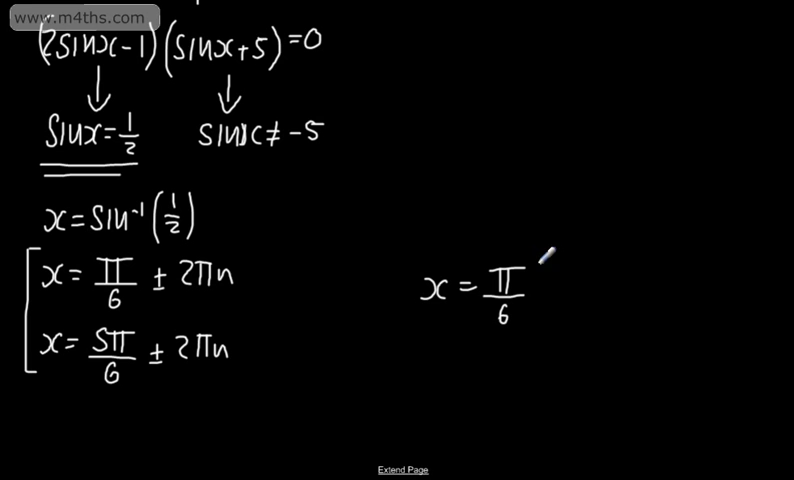 www.m4ths.com
(2sinx-1)(sinx+5)=0
sinx=1/2 sinx≠-5
x=sin⁻¹(1/2)
x=π/6 ± 2πn
x=5π/6 ± 2πn
x=π/6
Extend Page